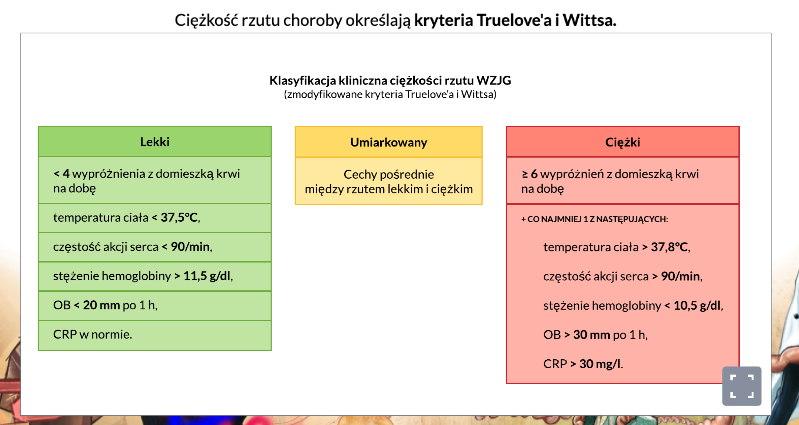 Ciężkość rzutu choroby określają kryteria Truelove'a i Wittsa.
Klasyfikacja kliniczna ciężkości rzutu WZJG
(zmodyfikowane kryteria Truelove'a i Wittsa)
Lekki
< 4 wypróżnienia z domieszką krwi
na dobę
temperatura ciała < 37,5°C,
częstość akcji serca < 90/min,
stężenie hemoglobiny > 11,5 g/dl,
OB < 20 mm po 1 h,
CRP w normie.
Umiarkowany
Cechy pośrednie
między rzutem lekkim i ciężkim
Ciężki
≥ 6 wypróżnień z domieszką krwi
na dobę
+ CO NAJMNIEJ 1 Z NASTĘPUJĄCYCH:
temperatura ciała > 37,8°C,
częstość akcji serca > 90/min,
stężenie hemoglobiny < 10,5 g/dl,
OB > 30 mm po 1 h,
CRP > 30 mg/l.